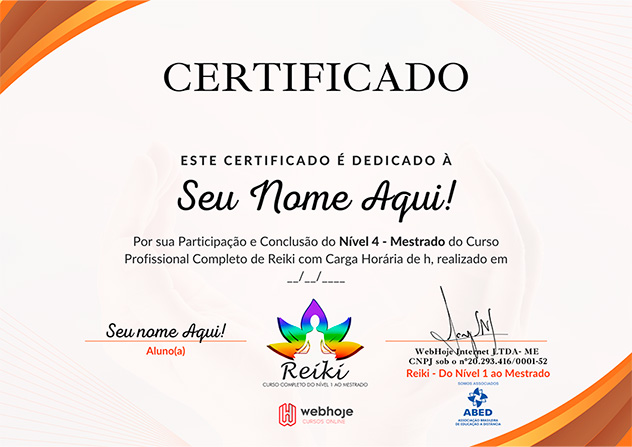 CERTIFICADO
ESTE CERTIFICADO É DEDICADO À
Seu Nome Aqui!
Por sua Participação e Conclusão do Nível 4 - Mestrado do Curso
Profissional Completo de Reiki com Carga Horária de h, realizado em
__/__/____
Seu nome Aqui!
Aluno(a)
Reiki
CURSO COMPLETO DO NÍVEL 1 AO MESTRADO
WebHoje Internet LTDA- ME
CNPJ sob o nº20.293.416/0001-52
Reiki - Do Nível 1 ao Mestrado
SOMOS ASSOCIADOS
ABED
ASSOCIAÇÃO BRASILEIRA
DE EDUCAÇÃO A DISTÂNCIA
webhoje
CURSOS ONLINE